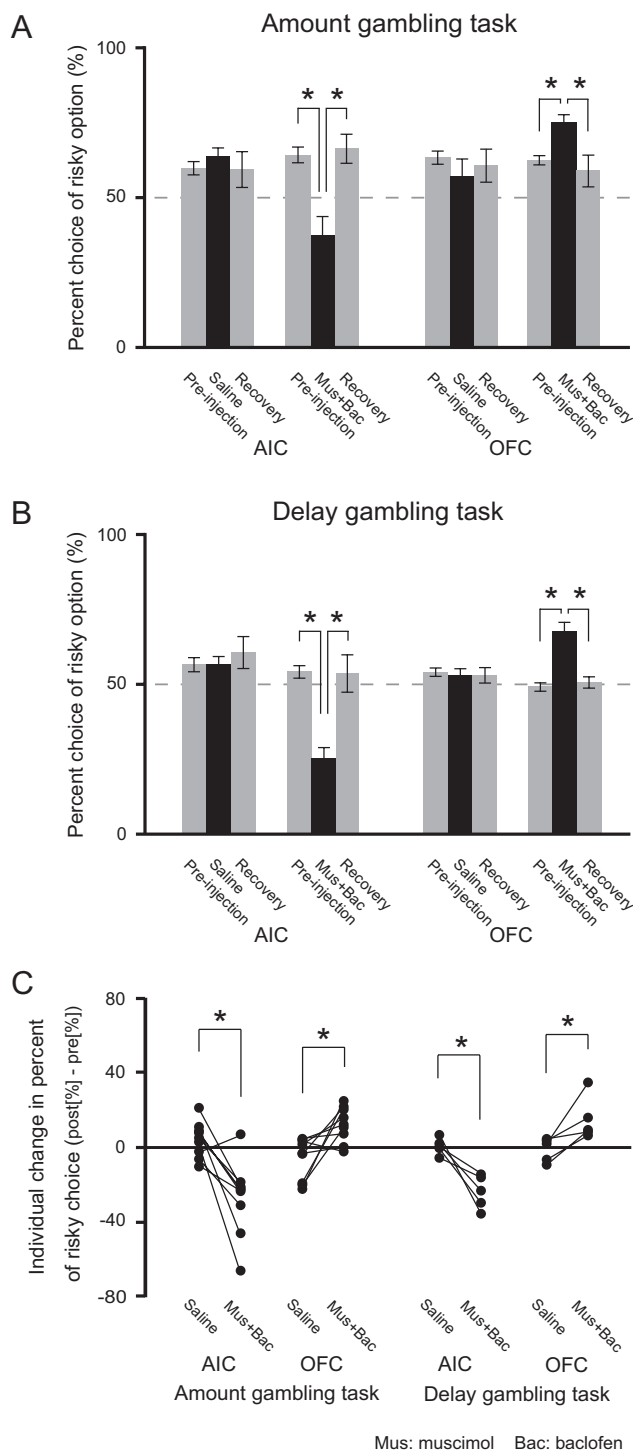 A
Amount gambling task
Percent choice of risky option (%)
100
50
0
* *
* *
Pre-injection
Saline
Recovery
Pre-injection
Mus+Bac
Recovery
Pre-injection
Saline
Recovery
Pre-injection
Mus+Bac
Recovery
AIC
OFC
B
Delay gambling task
Percent choice of risky option (%)
100
50
0
* *
* *
Pre-injection
Saline
Recovery
Pre-injection
Mus+Bac
Recovery
Pre-injection
Saline
Recovery
Pre-injection
Mus+Bac
Recovery
AIC
OFC
C
Individual change in percent
of risky choice (post[%] - pre[%])
80
40
0
-40
-80
*
*
*
*
Saline
Mus+Bac
Saline
Mus+Bac
Saline
Mus+Bac
Saline
Mus+Bac
AIC
OFC
AIC
OFC
Amount gambling task
Delay gambling task
Mus: muscimol Bac: baclofen